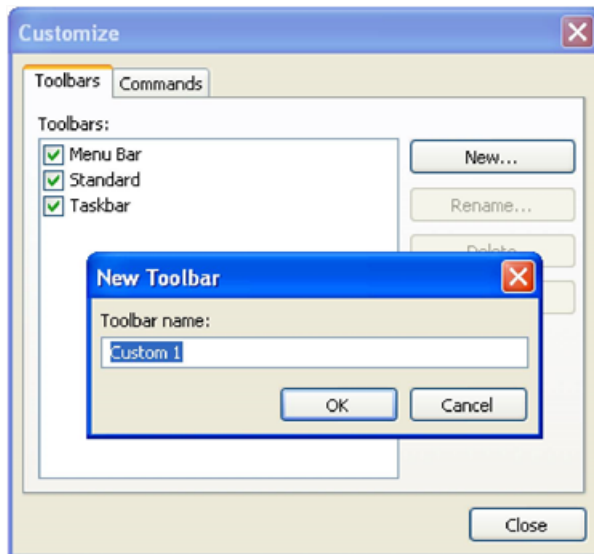 Customize
Toolbars
Commands
Toolbars:
Menu Bar
New...
Standard
Rename...
Taskbar
New Toolbar
Toolbar name:
Custom 1
OK
Cancel
Close